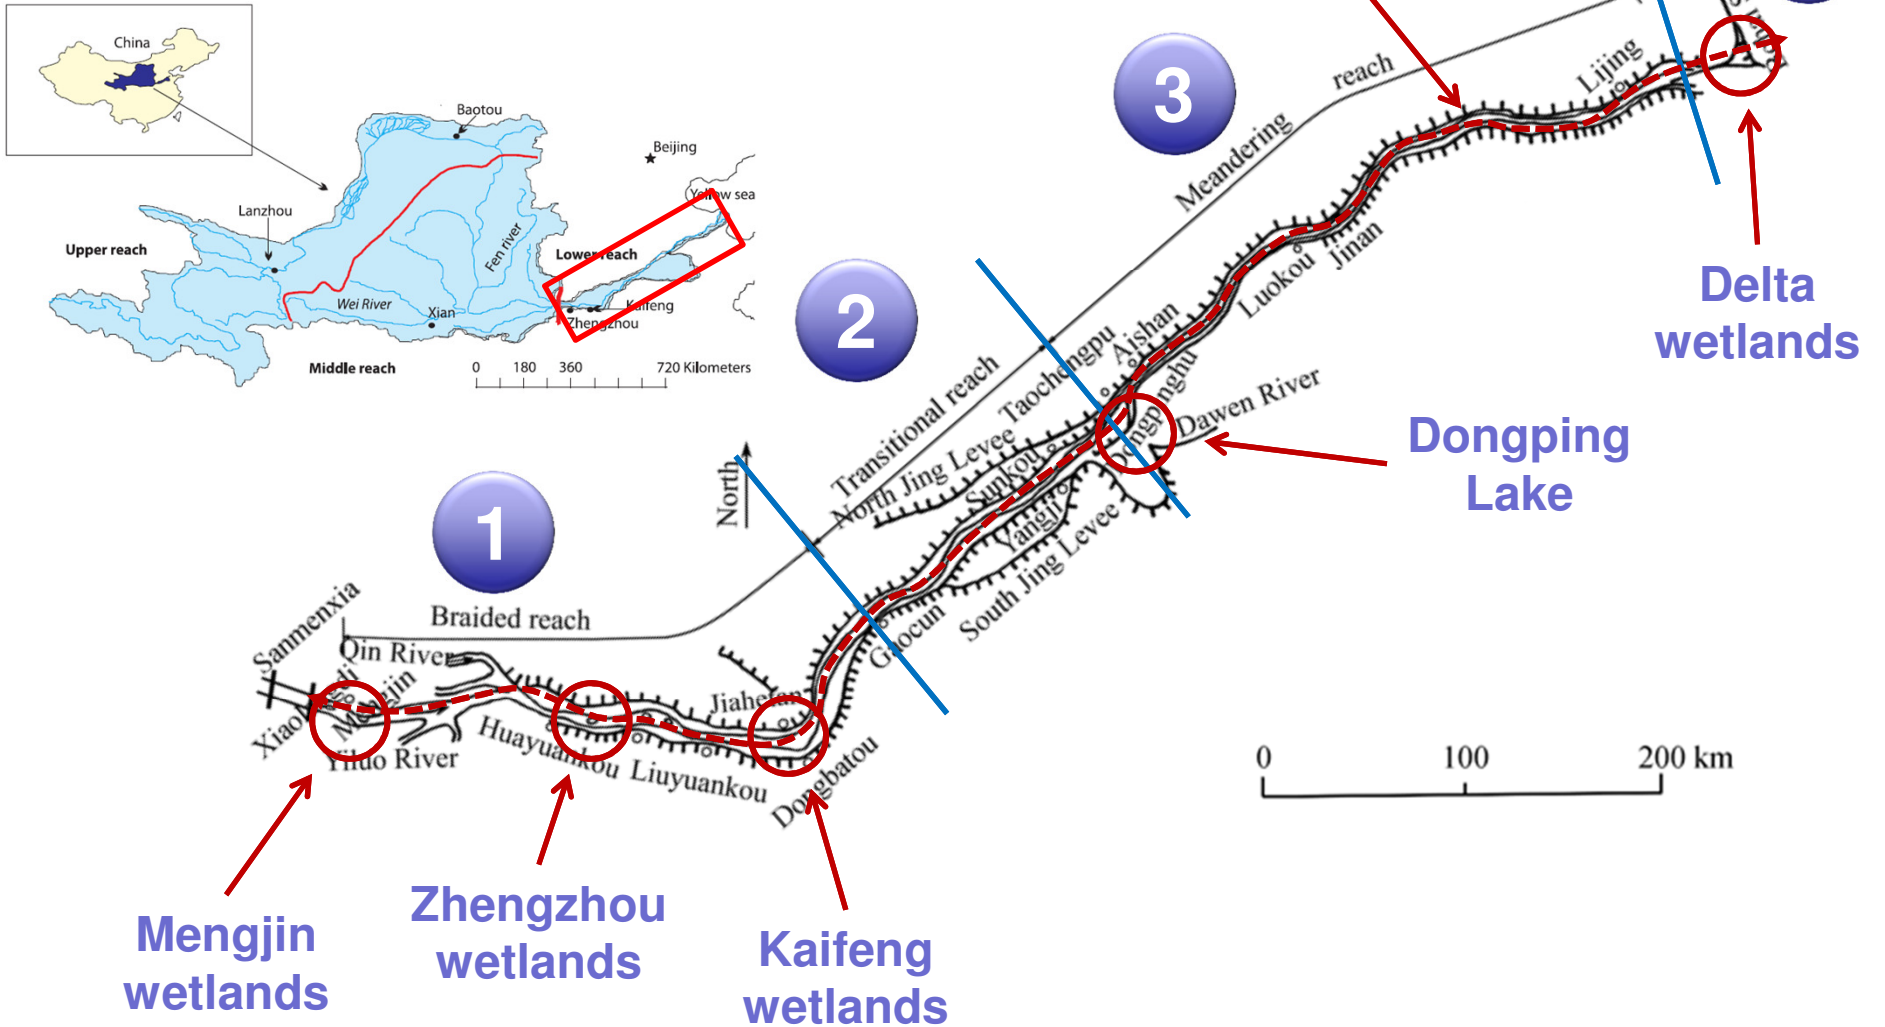 China
Baotou
Beijing
Yellow sea
Lanzhou
Upper reach
Fen river
Lower reach
Wei River
Xian
Kaifeng
Zhengzhou
Middle reach
0 180 360 720 Kilometers
3
reach
Lijing
Meandering
Jinan
Luokou
Delta
wetlands
2
Aishan
Taochengpu
Transitional reach
Dongpinghu
Dawen River
Dongping
Lake
North Jing Levee
Sunkou
North
Yangji
South Jing Levee
1
Gaocun
Braided reach
Sanmenxia
Qin River
Mengjin
Yiluo River
Huayuankou
Liuyuankou
Jiahetan
Dongbatou
0 100 200 km
Mengjin
wetlands
Zhengzhou
wetlands
Kaifeng
wetlands